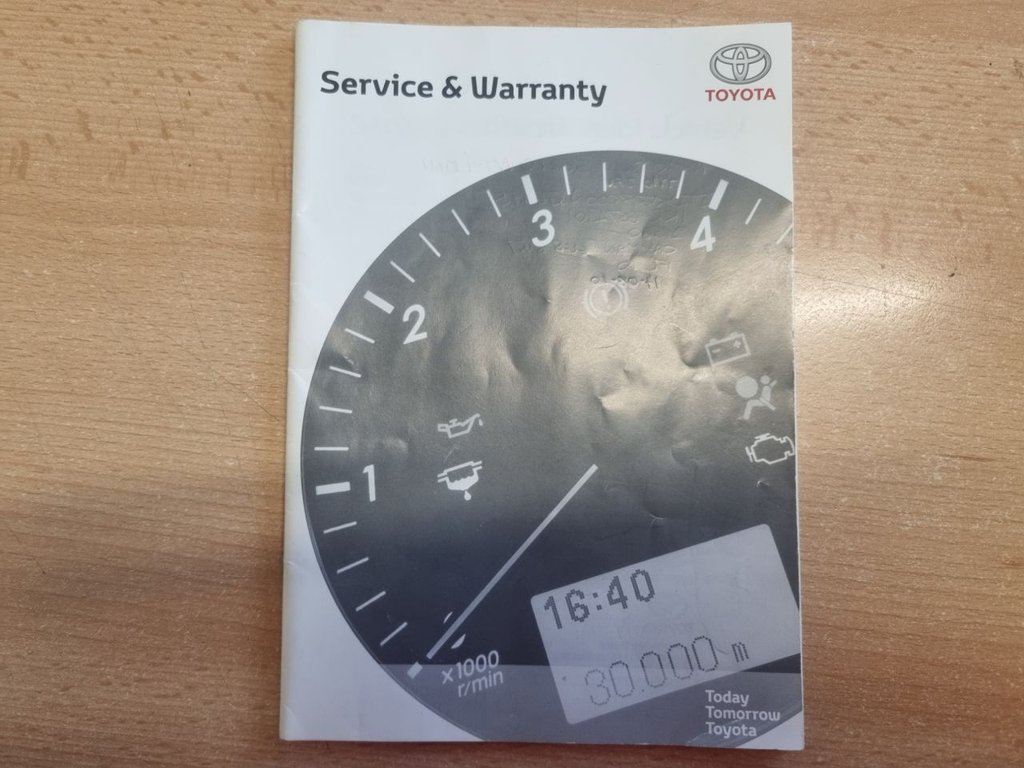 Service & Warranty
TOYOTA
3
4
2
1
16:40
30.000 m
x1000
r/min
Today
Tomorrow
Toyota